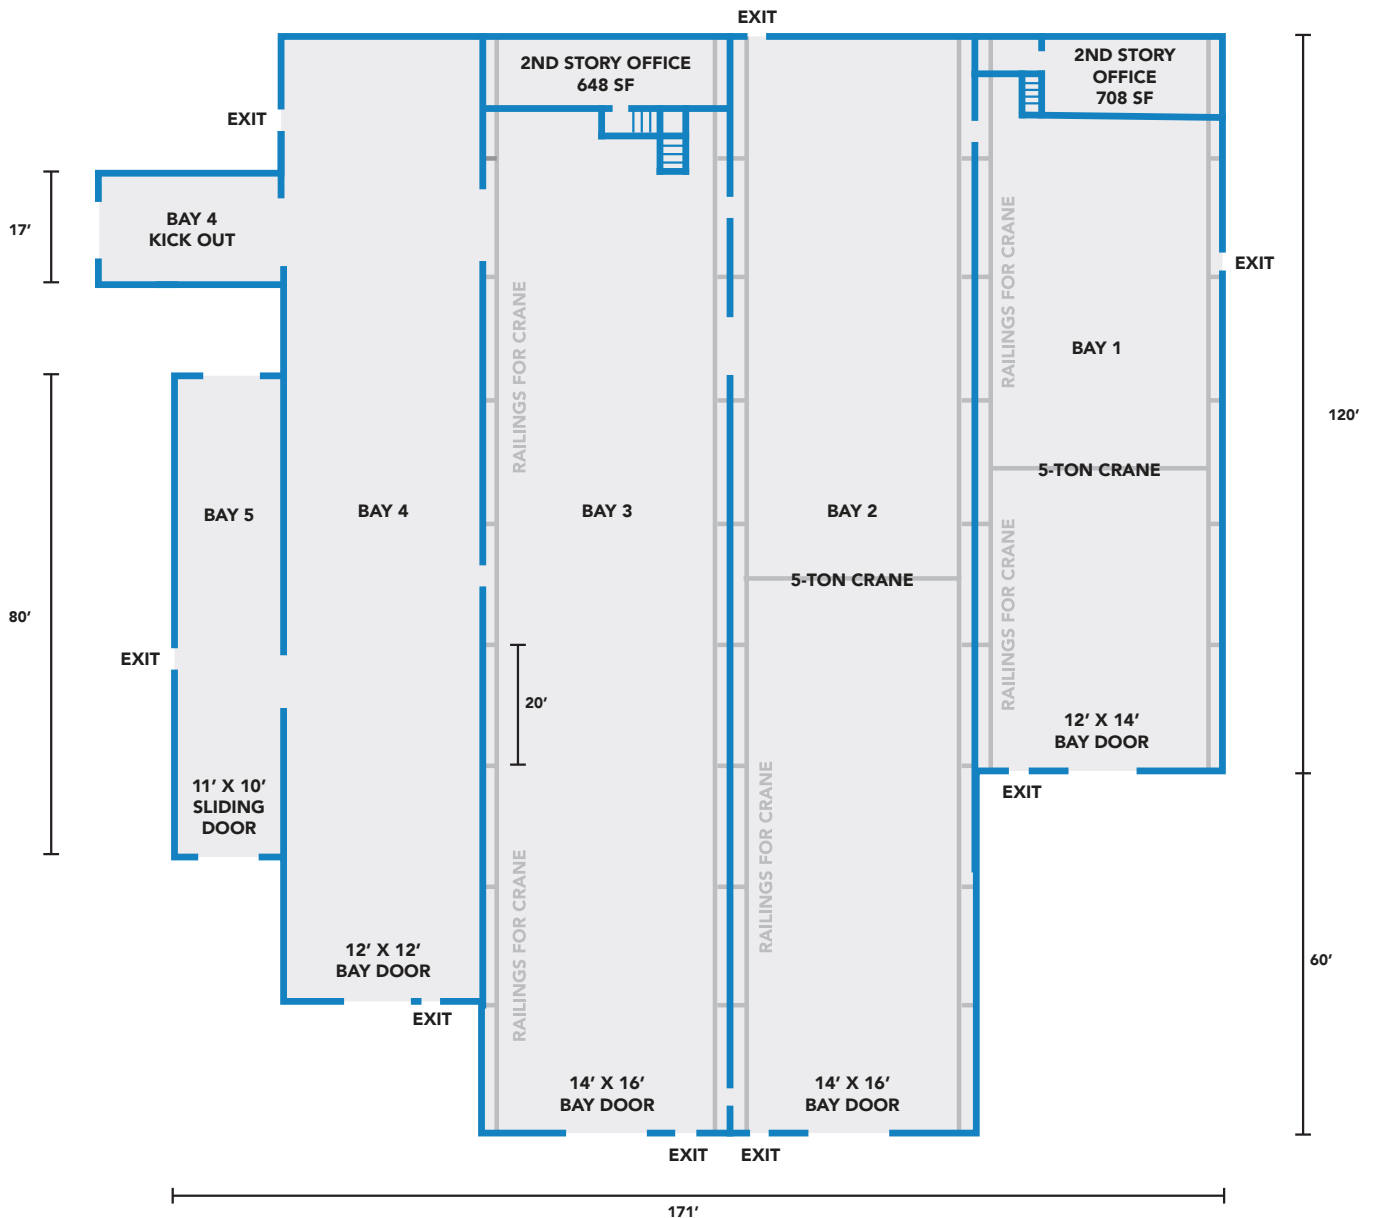 EXIT
2ND STORY OFFICE
648 SF
2ND STORY
OFFICE
708 SF
EXIT
17′
BAY 4
KICK OUT
EXIT
RAILINGS FOR CRANE
RAILINGS FOR CRANE
BAY 1
120′
5-TON CRANE
BAY 5
BAY 4
BAY 3
BAY 2
5-TON CRANE
RAILINGS FOR CRANE
80′
EXIT
20′
12′ X 14′
BAY DOOR
EXIT
11′ X 10′
SLIDING
DOOR
RAILINGS FOR CRANE
RAILINGS FOR CRANE
12′ X 12′
BAY DOOR
EXIT
60′
14′ X 16′
BAY DOOR
14′ X 16′
BAY DOOR
EXIT
EXIT
171′